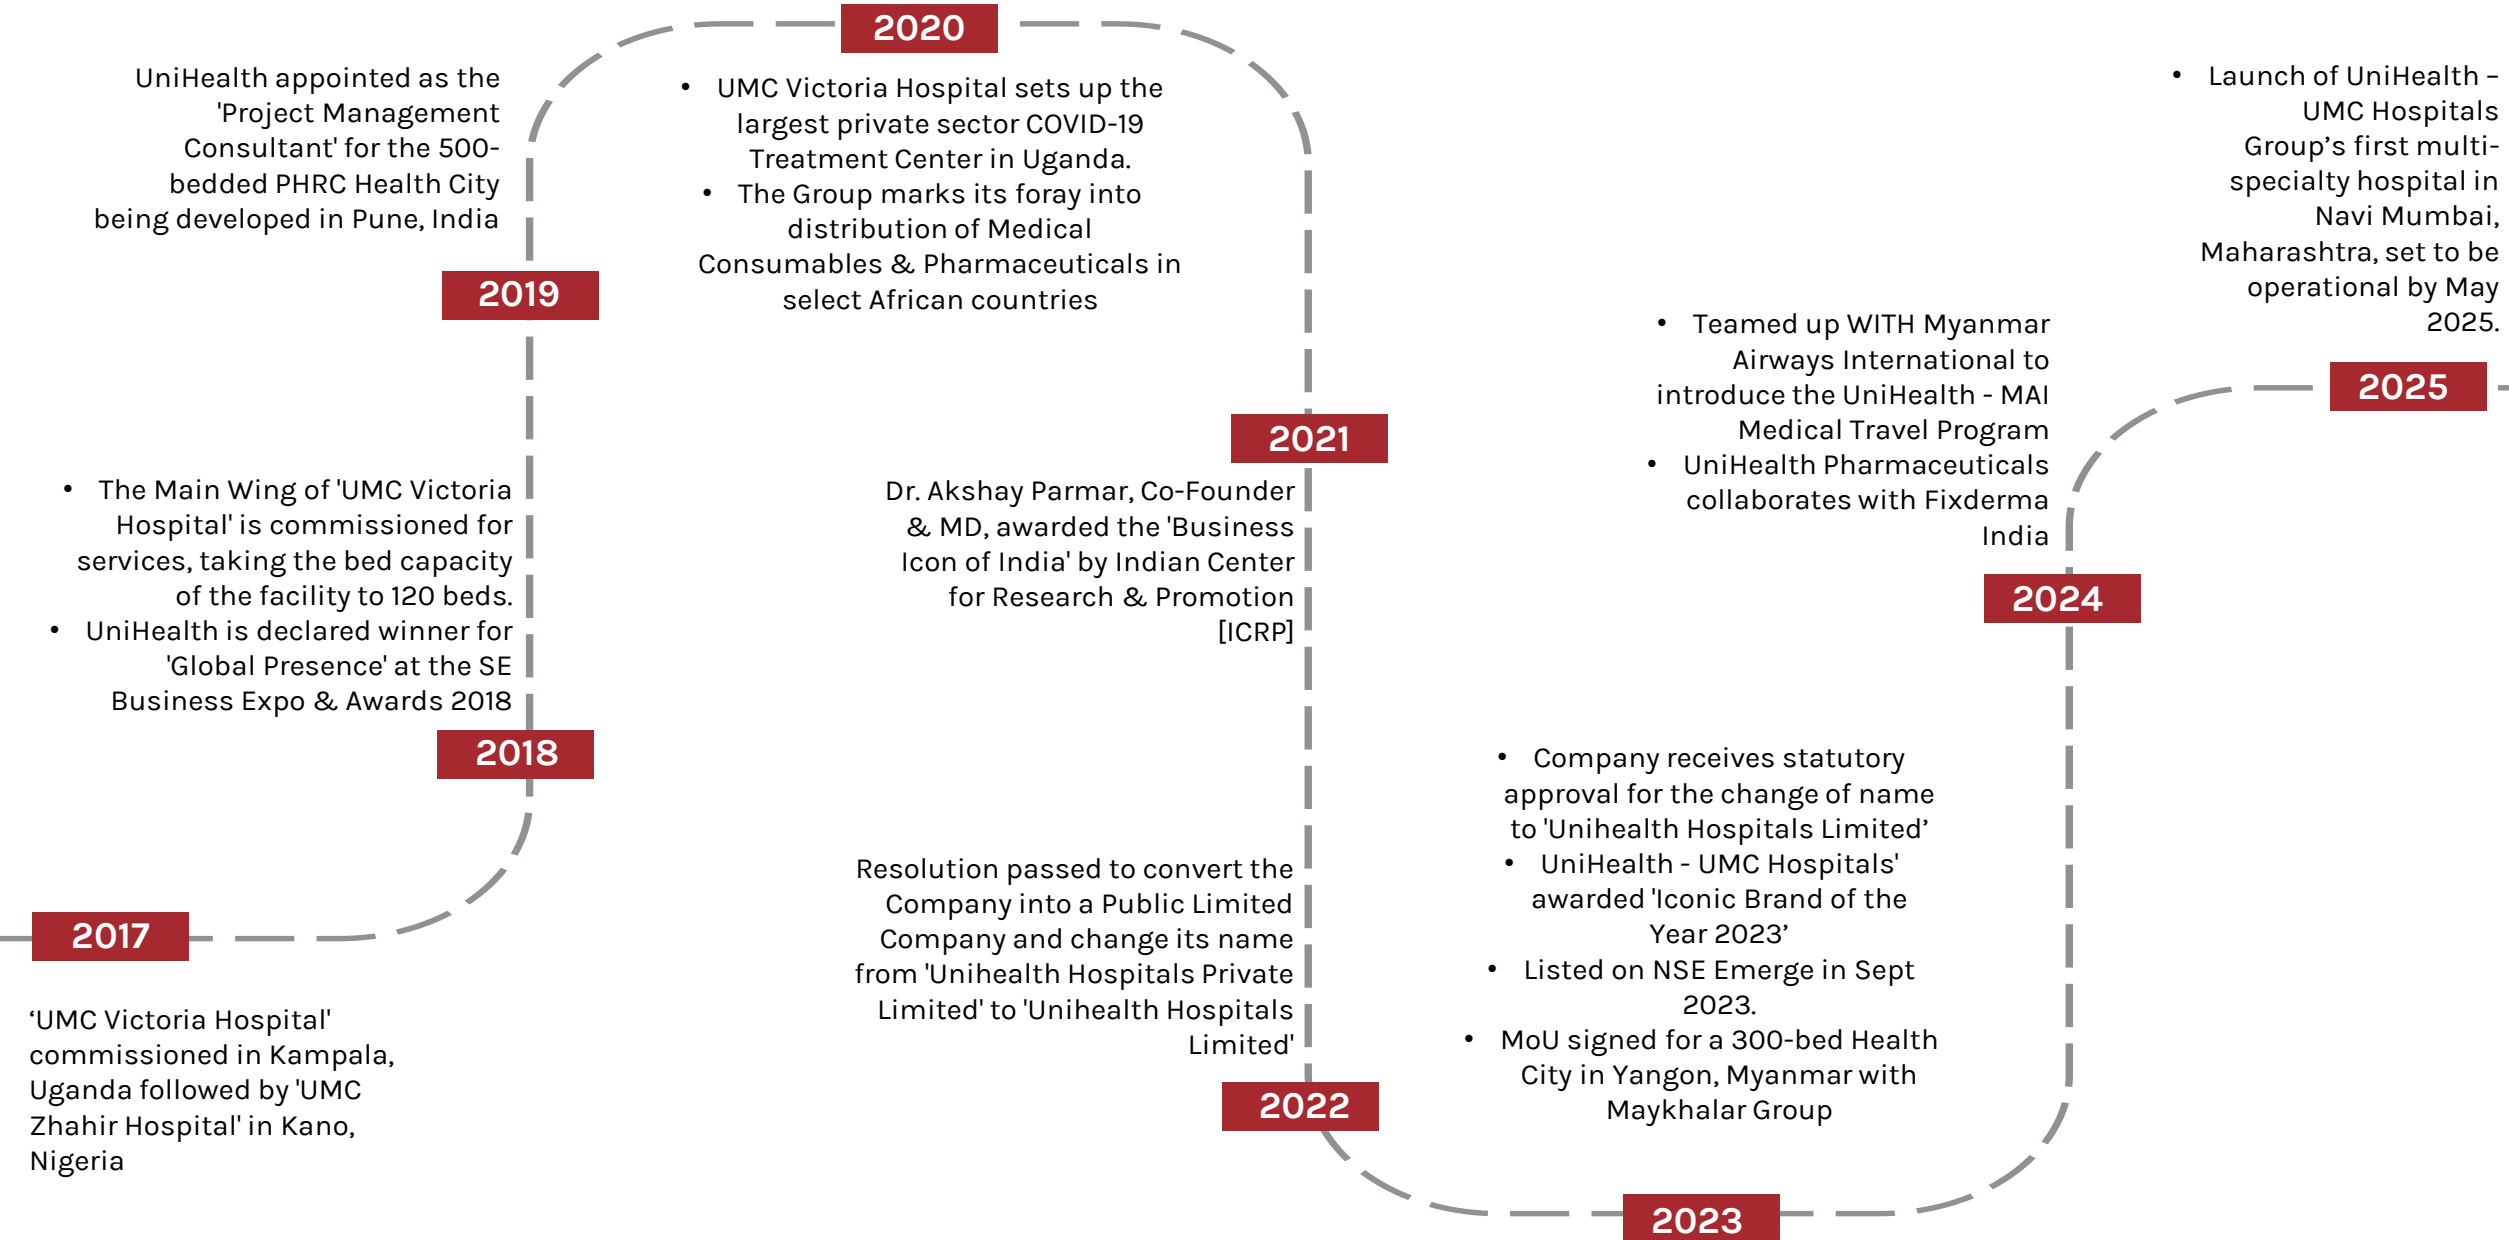 2017
‘UMC Victoria Hospital'
commissioned in Kampala,
Uganda followed by 'UMC
Zhahir Hospital' in Kano,
Nigeria
• The Main Wing of 'UMC Victoria
Hospital' is commissioned for
services, taking the bed capacity
of the facility to 120 beds.
• UniHealth is declared winner for
'Global Presence' at the SE
Business Expo & Awards 2018
2018
UniHealth appointed as the
'Project Management
Consultant' for the 500-
bedded PHRC Health City
being developed in Pune, India
2019
2020
• UMC Victoria Hospital sets up the
largest private sector COVID-19
Treatment Center in Uganda.
• The Group marks its foray into
distribution of Medical
Consumables & Pharmaceuticals in
select African countries
2021
Dr. Akshay Parmar, Co-Founder
& MD, awarded the 'Business
Icon of India' by Indian Center
for Research & Promotion
[ICRP]
Resolution passed to convert the
Company into a Public Limited
Company and change its name
from 'Unihealth Hospitals Private
Limited' to 'Unihealth Hospitals
Limited'
2022
• Company receives statutory
approval for the change of name
to 'Unihealth Hospitals Limited’
• UniHealth - UMC Hospitals'
awarded 'Iconic Brand of the
Year 2023’
• Listed on NSE Emerge in Sept
2023.
• MoU signed for a 300-bed Health
City in Yangon, Myanmar with
Maykhalar Group
2023
• Teamed up WITH Myanmar
Airways International to
introduce the UniHealth - MAI
Medical Travel Program
• UniHealth Pharmaceuticals
collaborates with Fixderma
India
2024
• Launch of UniHealth –
UMC Hospitals
Group’s first multi-
specialty hospital in
Navi Mumbai,
Maharashtra, set to be
operational by May
2025.
2025